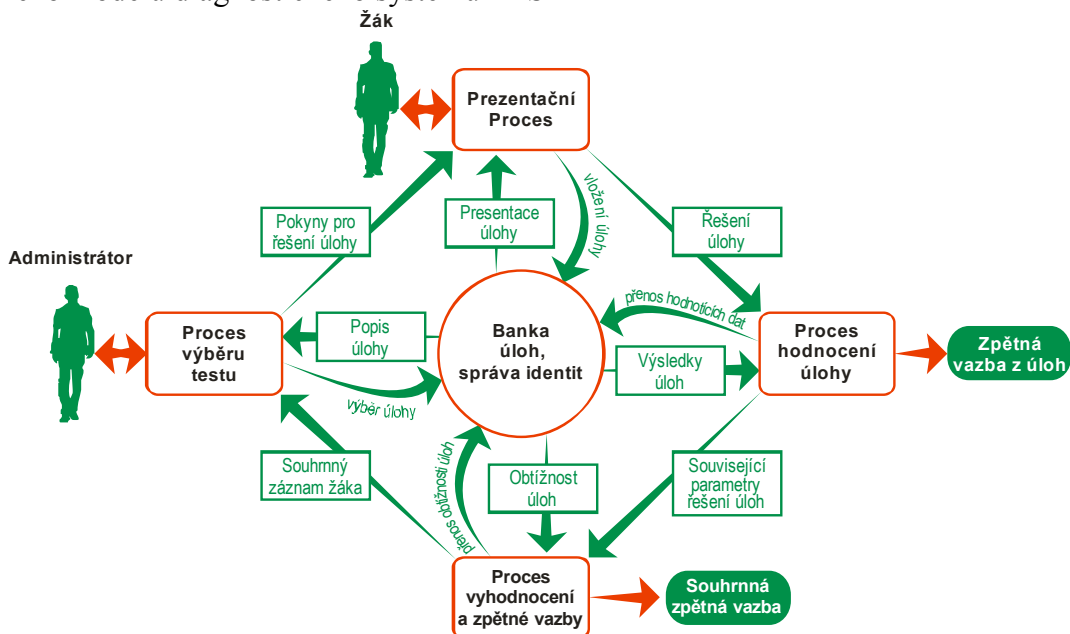 Žák
Prezentační
Proces
vložení úlohy
Pokyny pro
řešení úlohy
Presentace
úlohy
Řešení
úlohy
Administrátor
Proces
výběru
testu
Popis
úlohy
výběr úlohy
Banka
úloh,
správa identit
přenos hodnotících dat
Výsledky
úloh
Proces
hodnocení
úlohy
Zpětná
vazba z úloh
Souhrnný
záznam žáka
přenos obtížnosti úloh
Obtížnost
úloh
Související
parametry
řešení úloh
Proces
vyhodnocení
a zpětné vazby
Souhrnná
zpětná vazba